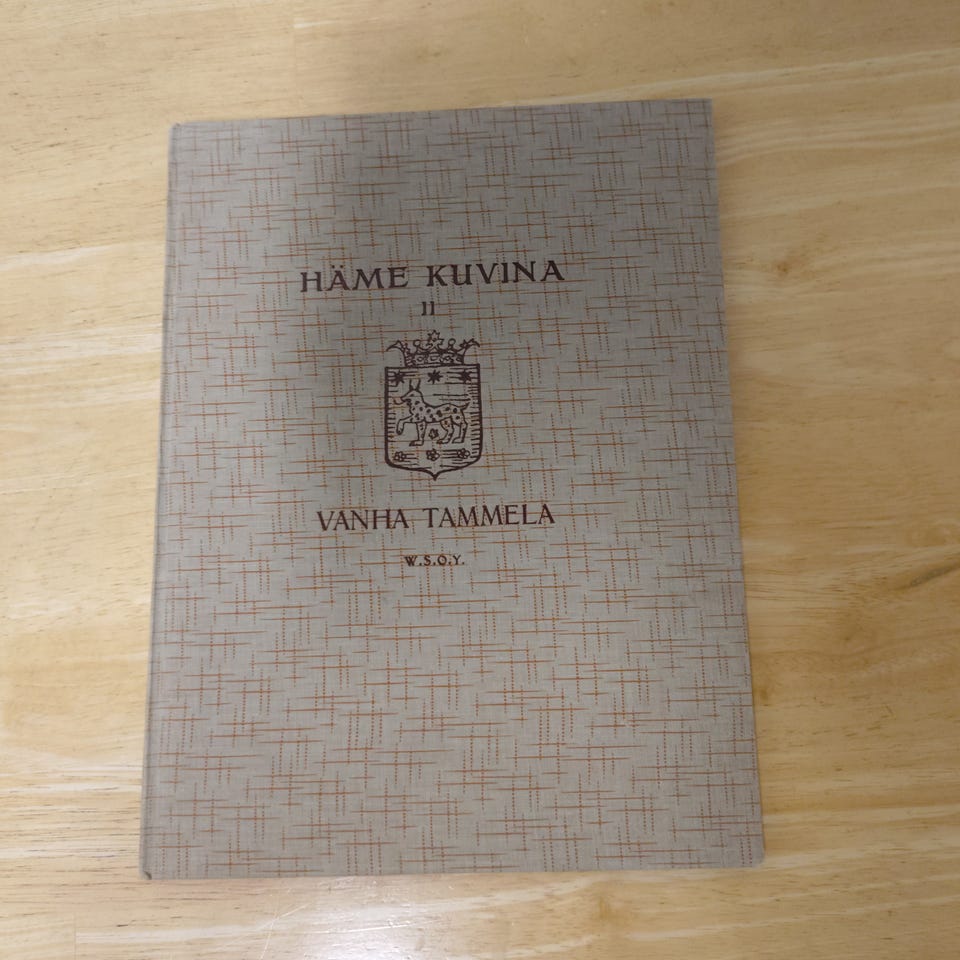 HÄME KUVINA
II
VANHA TAMMELA
W.S.O.Y.